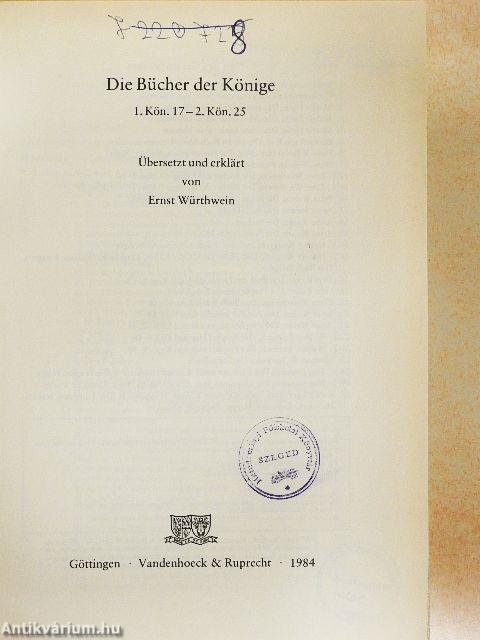 Die Bücher der Könige
1. Kön. 17 – 2. Kön. 25
Übersetzt und erklärt
von
Ernst Würthwein
SZEGED
Göttingen · Vandenhoeck & Ruprecht · 1984
Antikvárium.hu